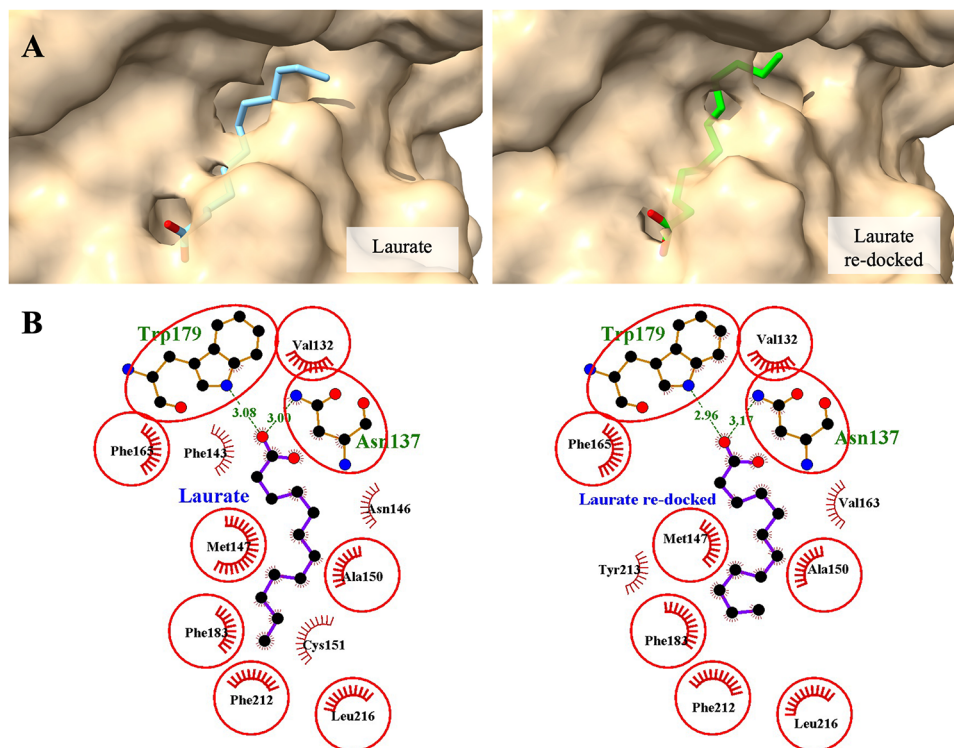 A
Laurate
Laurate
re-docked
B
Trp179
Val132
3.08
3.00
Asn137
Phe165
Phe143
Laurate
Asn146
Met147
Ala150
Phe183
Cys151
Phe212
Leu216
Trp179
Val132
2.96
3.17
Asn137
Phe165
Laurate re-docked
Val163
Met147
Tyr213
Ala150
Phe183
Phe212
Leu216